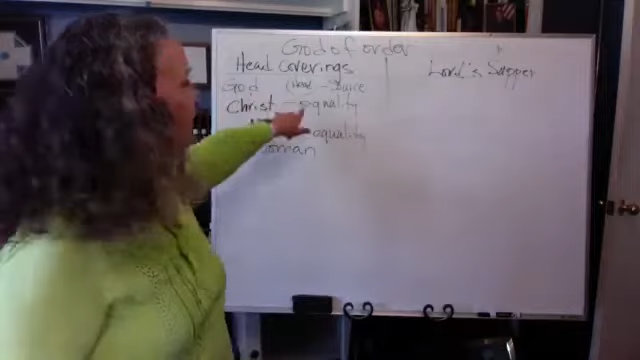 God of order
Head Coverings
God (Head - Source
Christ - equality
equality
Woman
Lord's Supper